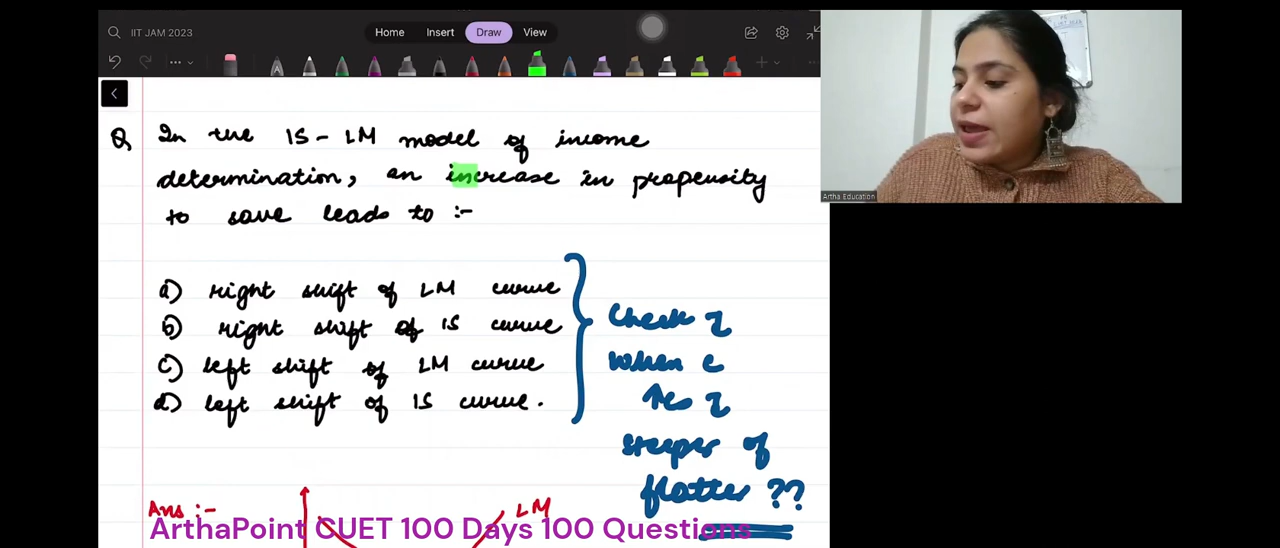 IIT JAM 2023
Home Insert Draw View
Q In the IS - LM model of income
determination, an increase in propensity
to save leads to :-
a) right shift of LM curve
b) right shift of IS curve
c) left shift of LM curve
d) left shift of IS curve.
Check
When c
↑es
steeper of
flatter ??
Ans :-
LM
Artha Education
ArthaPoint CUET 100 Days 100 Questions